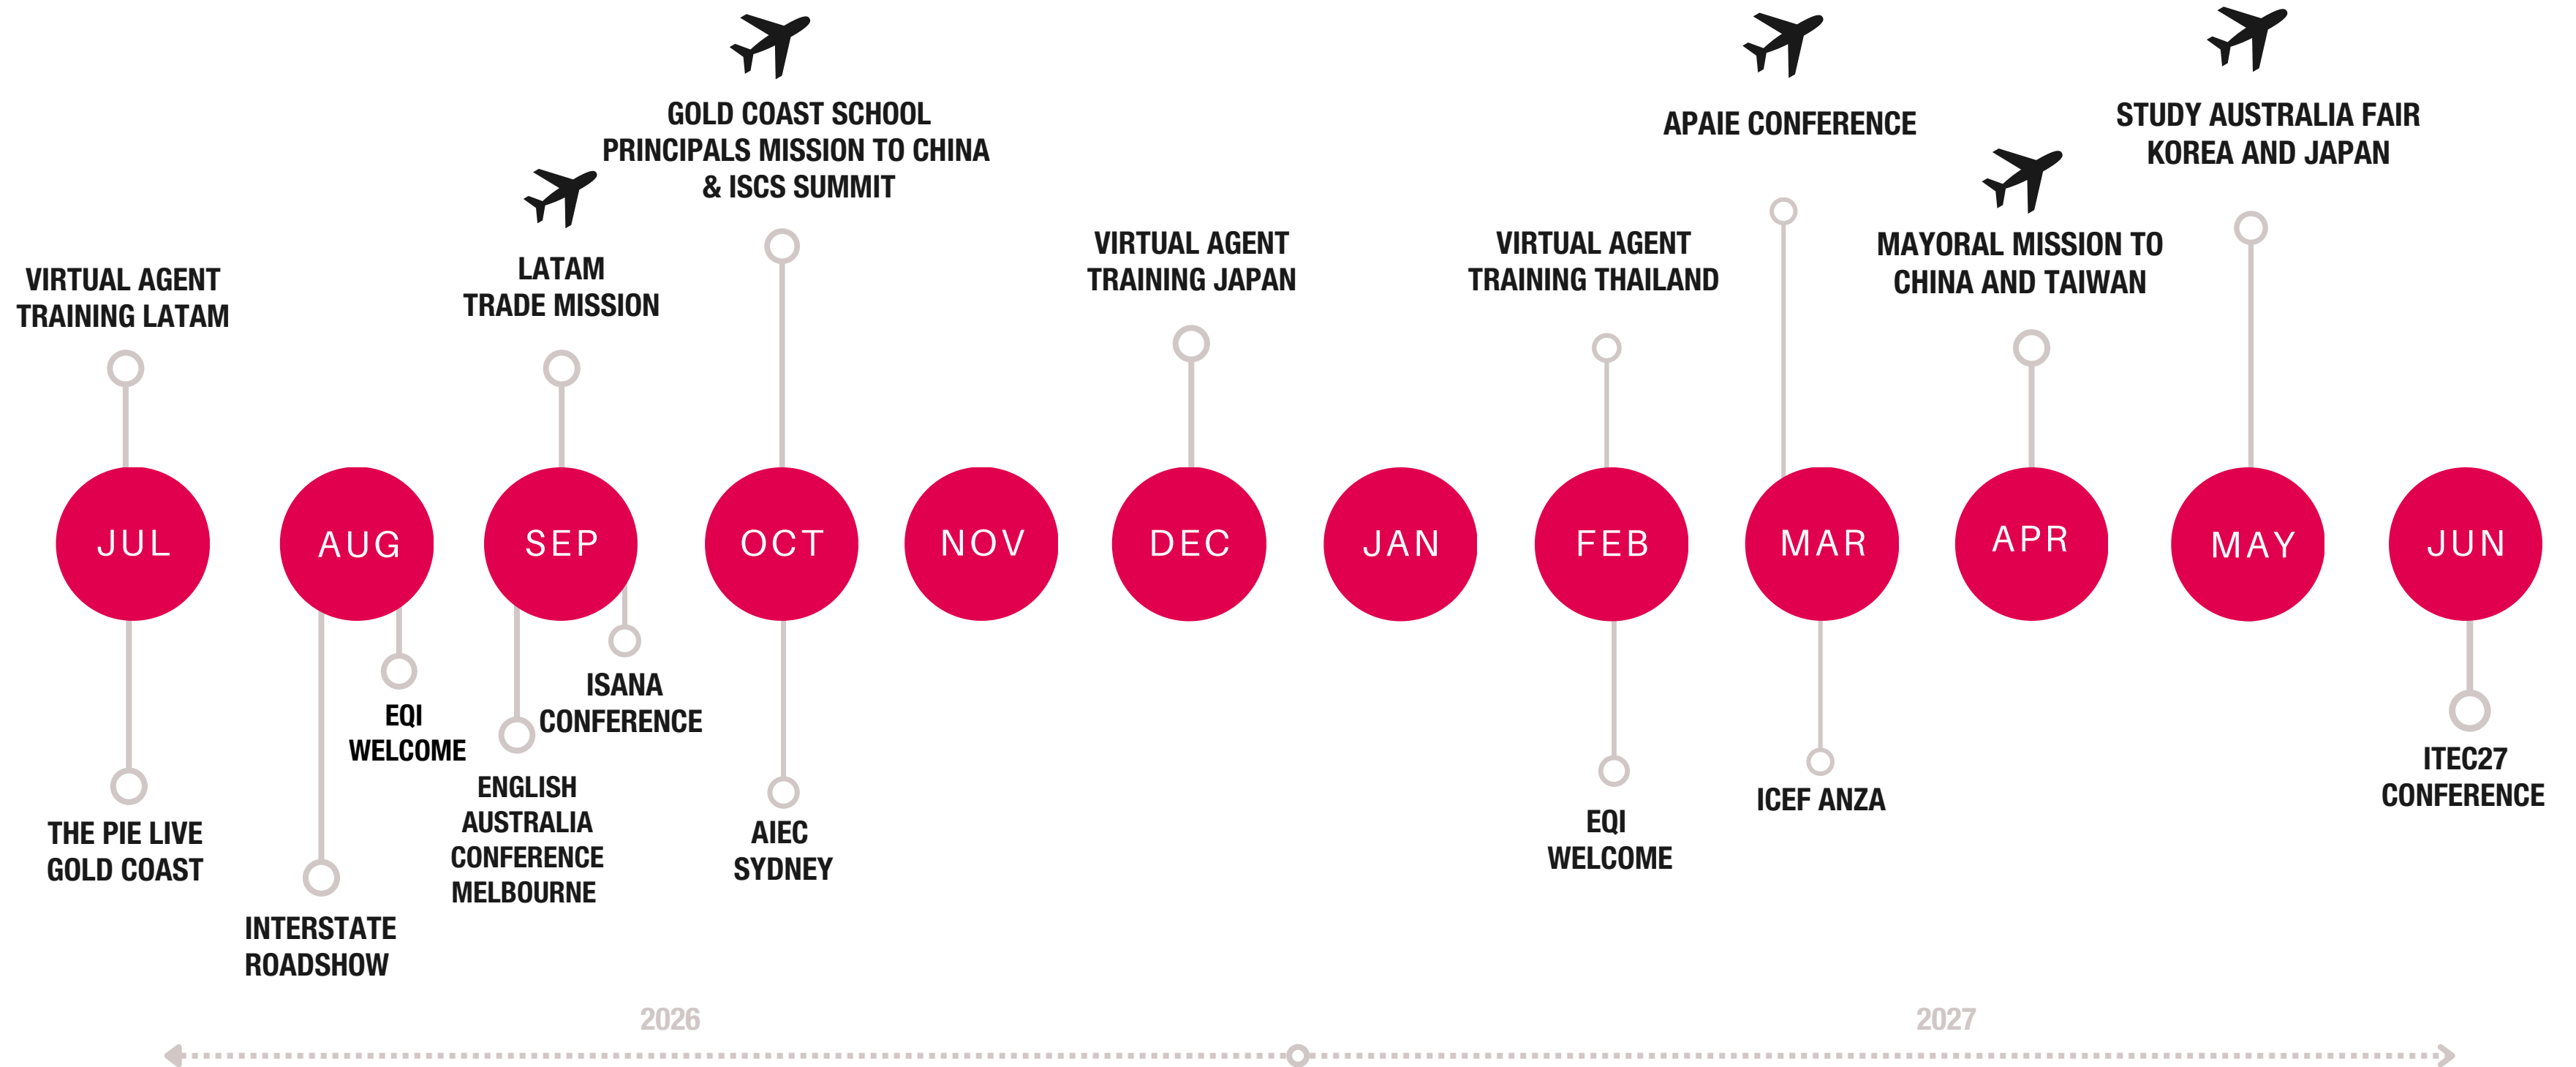 GOLD COAST SCHOOL
PRINCIPALS MISSION TO CHINA
& ISCS SUMMIT
APAIE CONFERENCE
STUDY AUSTRALIA FAIR
KOREA AND JAPAN
VIRTUAL AGENT
TRAINING LATAM
LATAM
TRADE MISSION
VIRTUAL AGENT
TRAINING JAPAN
VIRTUAL AGENT
TRAINING THAILAND
MAYORAL MISSION TO
CHINA AND TAIWAN
JUL
AUG
SEP
OCT
NOV
DEC
JAN
FEB
MAR
APR
MAY
JUN
THE PIE LIVE
GOLD COAST
INTERSTATE
ROADSHOW
EQI
WELCOME
ENGLISH
AUSTRALIA
CONFERENCE
MELBOURNE
ISANA
CONFERENCE
AIEC
SYDNEY
EQI
WELCOME
ICEF ANZA
ITEC27
CONFERENCE
2026
2027